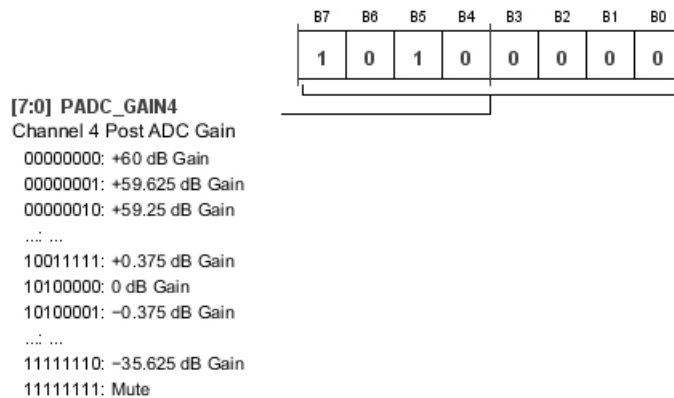 B7 B6 B5 B4 B3 B2 B1 B0
1 0 1 0 0 0 0 0
[7:0] PADC_GAIN4
Channel 4 Post ADC Gain
00000000: +60 dB Gain
00000001: +59.625 dB Gain
00000010: +59.25 dB Gain
...: ...
10011111: +0.375 dB Gain
10100000: 0 dB Gain
10100001: −0.375 dB Gain
...: ...
11111110: −35.625 dB Gain
11111111: Mute